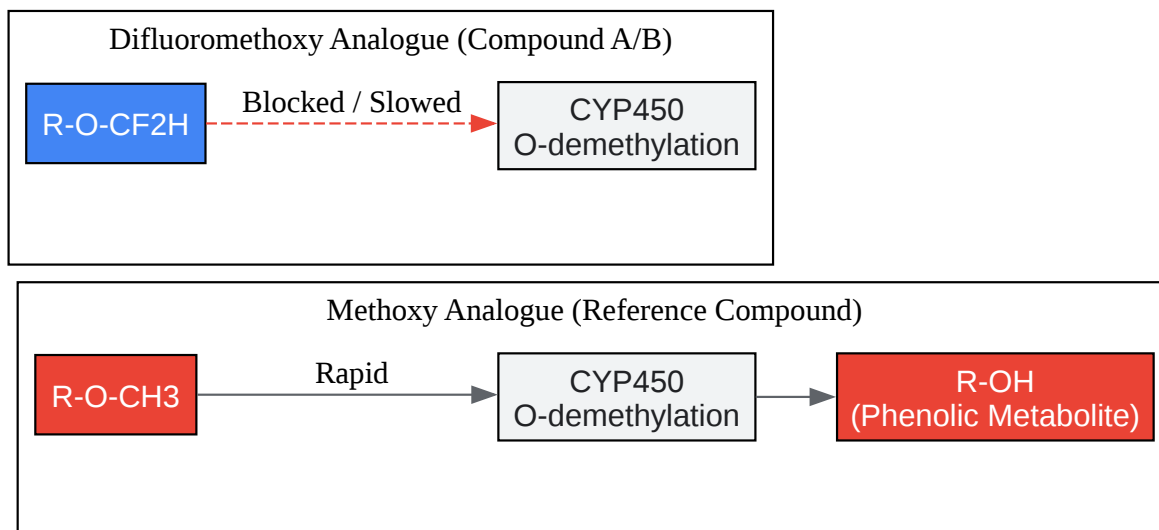 Difluoromethoxy Analogue (Compound A/B)
R-O-CF2H
Blocked / Slowed
CYP450
O-demethylation
Methoxy Analogue (Reference Compound)
R-O-CH3
Rapid
CYP450
O-demethylation
R-OH
(Phenolic Metabolite)